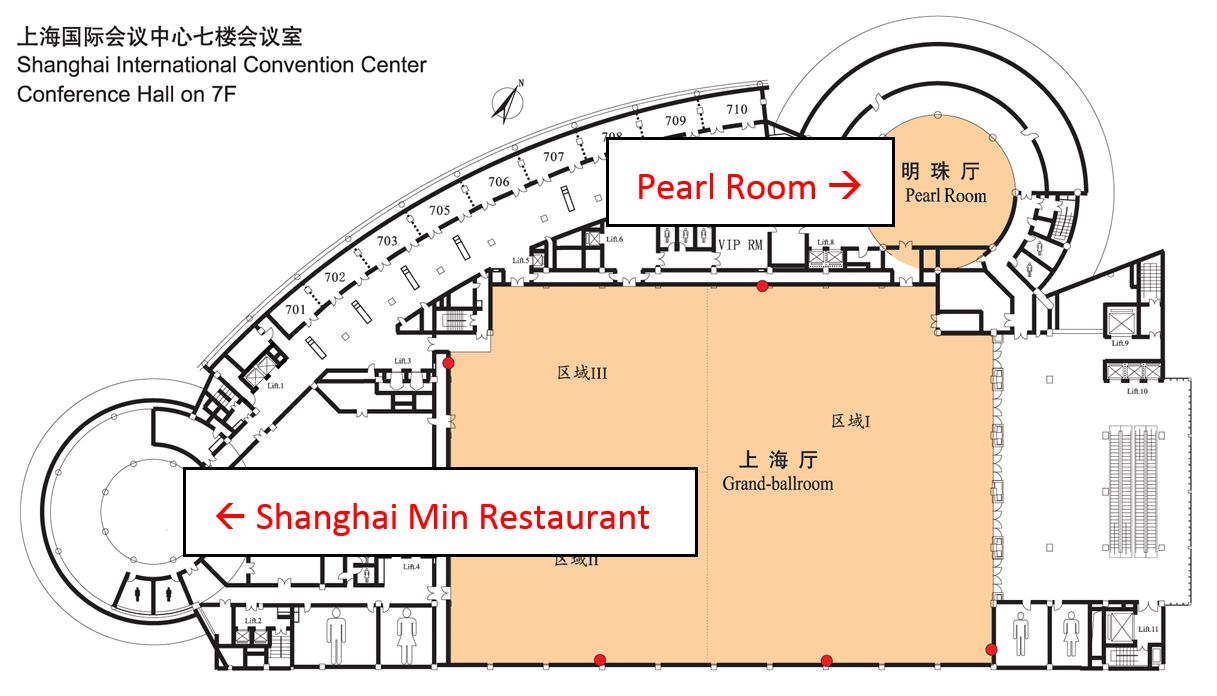 上海国际会议中心七楼会议室
Shanghai International Convention Center
Conference Hall on 7F
N
710
709
708
707
706
705
703
702
701
Pearl Room →
明珠厅
Pearl Room
VIP RM
Lift.6
Lift.8
Lift.5
Lift.9
Lift.3
Lift.1
Lift.10
区域III
区域I
上海厅
Grand-ballroom
← Shanghai Min Restaurant
区域II
Lift.4
Lift.2
Lift.11